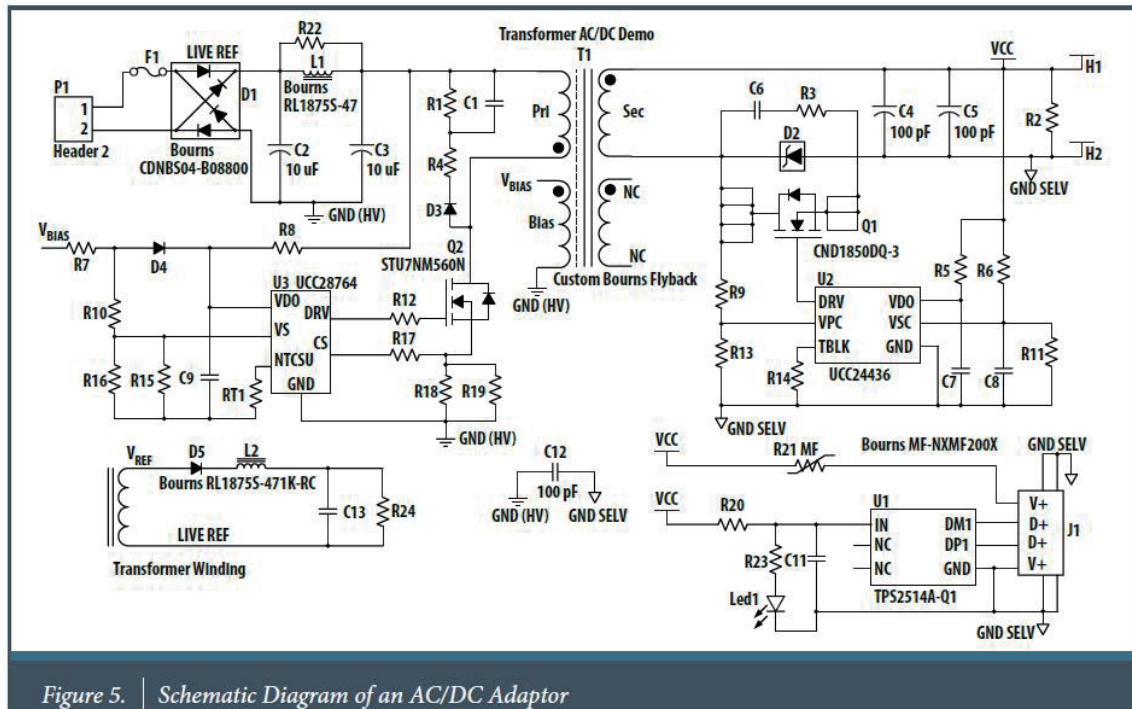 Transformer AC/DC Demo
T1
R22
L1
Bourns
RL1875S-47
F1
LIVE REF
D1
P1
1
2
Header 2
Bourns
CDNBS04-B08800
C2
10 uF
C3
10 uF
GND (HV)
R1
C1
R4
D3
Pri
Sec
VBIAS
Bias
NC
NC
GND (HV)
Custom Bourns Flyback
C6
R3
D2
C4
100 pF
C5
100 pF
VCC
R2
H1
H2
GND SELV
Q1
CND1850DQ-3
VBIAS
R7
D4
R8
Q2
STU7NM560N
U3 UCC28764
VDO
DRV
VS
CS
NTCSU
GND
R10
R16
R15
C9
RT1
R12
R17
R18
R19
GND (HV)
R9
R13
U2
DRV
VDO
VPC
VSC
TBLK
GND
UCC24436
R14
R5
R6
C7
C8
R11
GND SELV
VREF
D5
L2
Bourns RL1875S-471K-RC
C13
R24
LIVE REF
Transformer Winding
C12
100 pF
GND (HV)
GND SELV
VCC
R21 MF
Bourns MF-NXMF200X
GND SELV
VCC
R20
R23
C11
Led1
U1
IN
DM1
NC
DP1
NC
GND
TPS2514A-Q1
V+
D+
D+
V+
J1
GND SELV
Figure 5. | Schematic Diagram of an AC/DC Adaptor